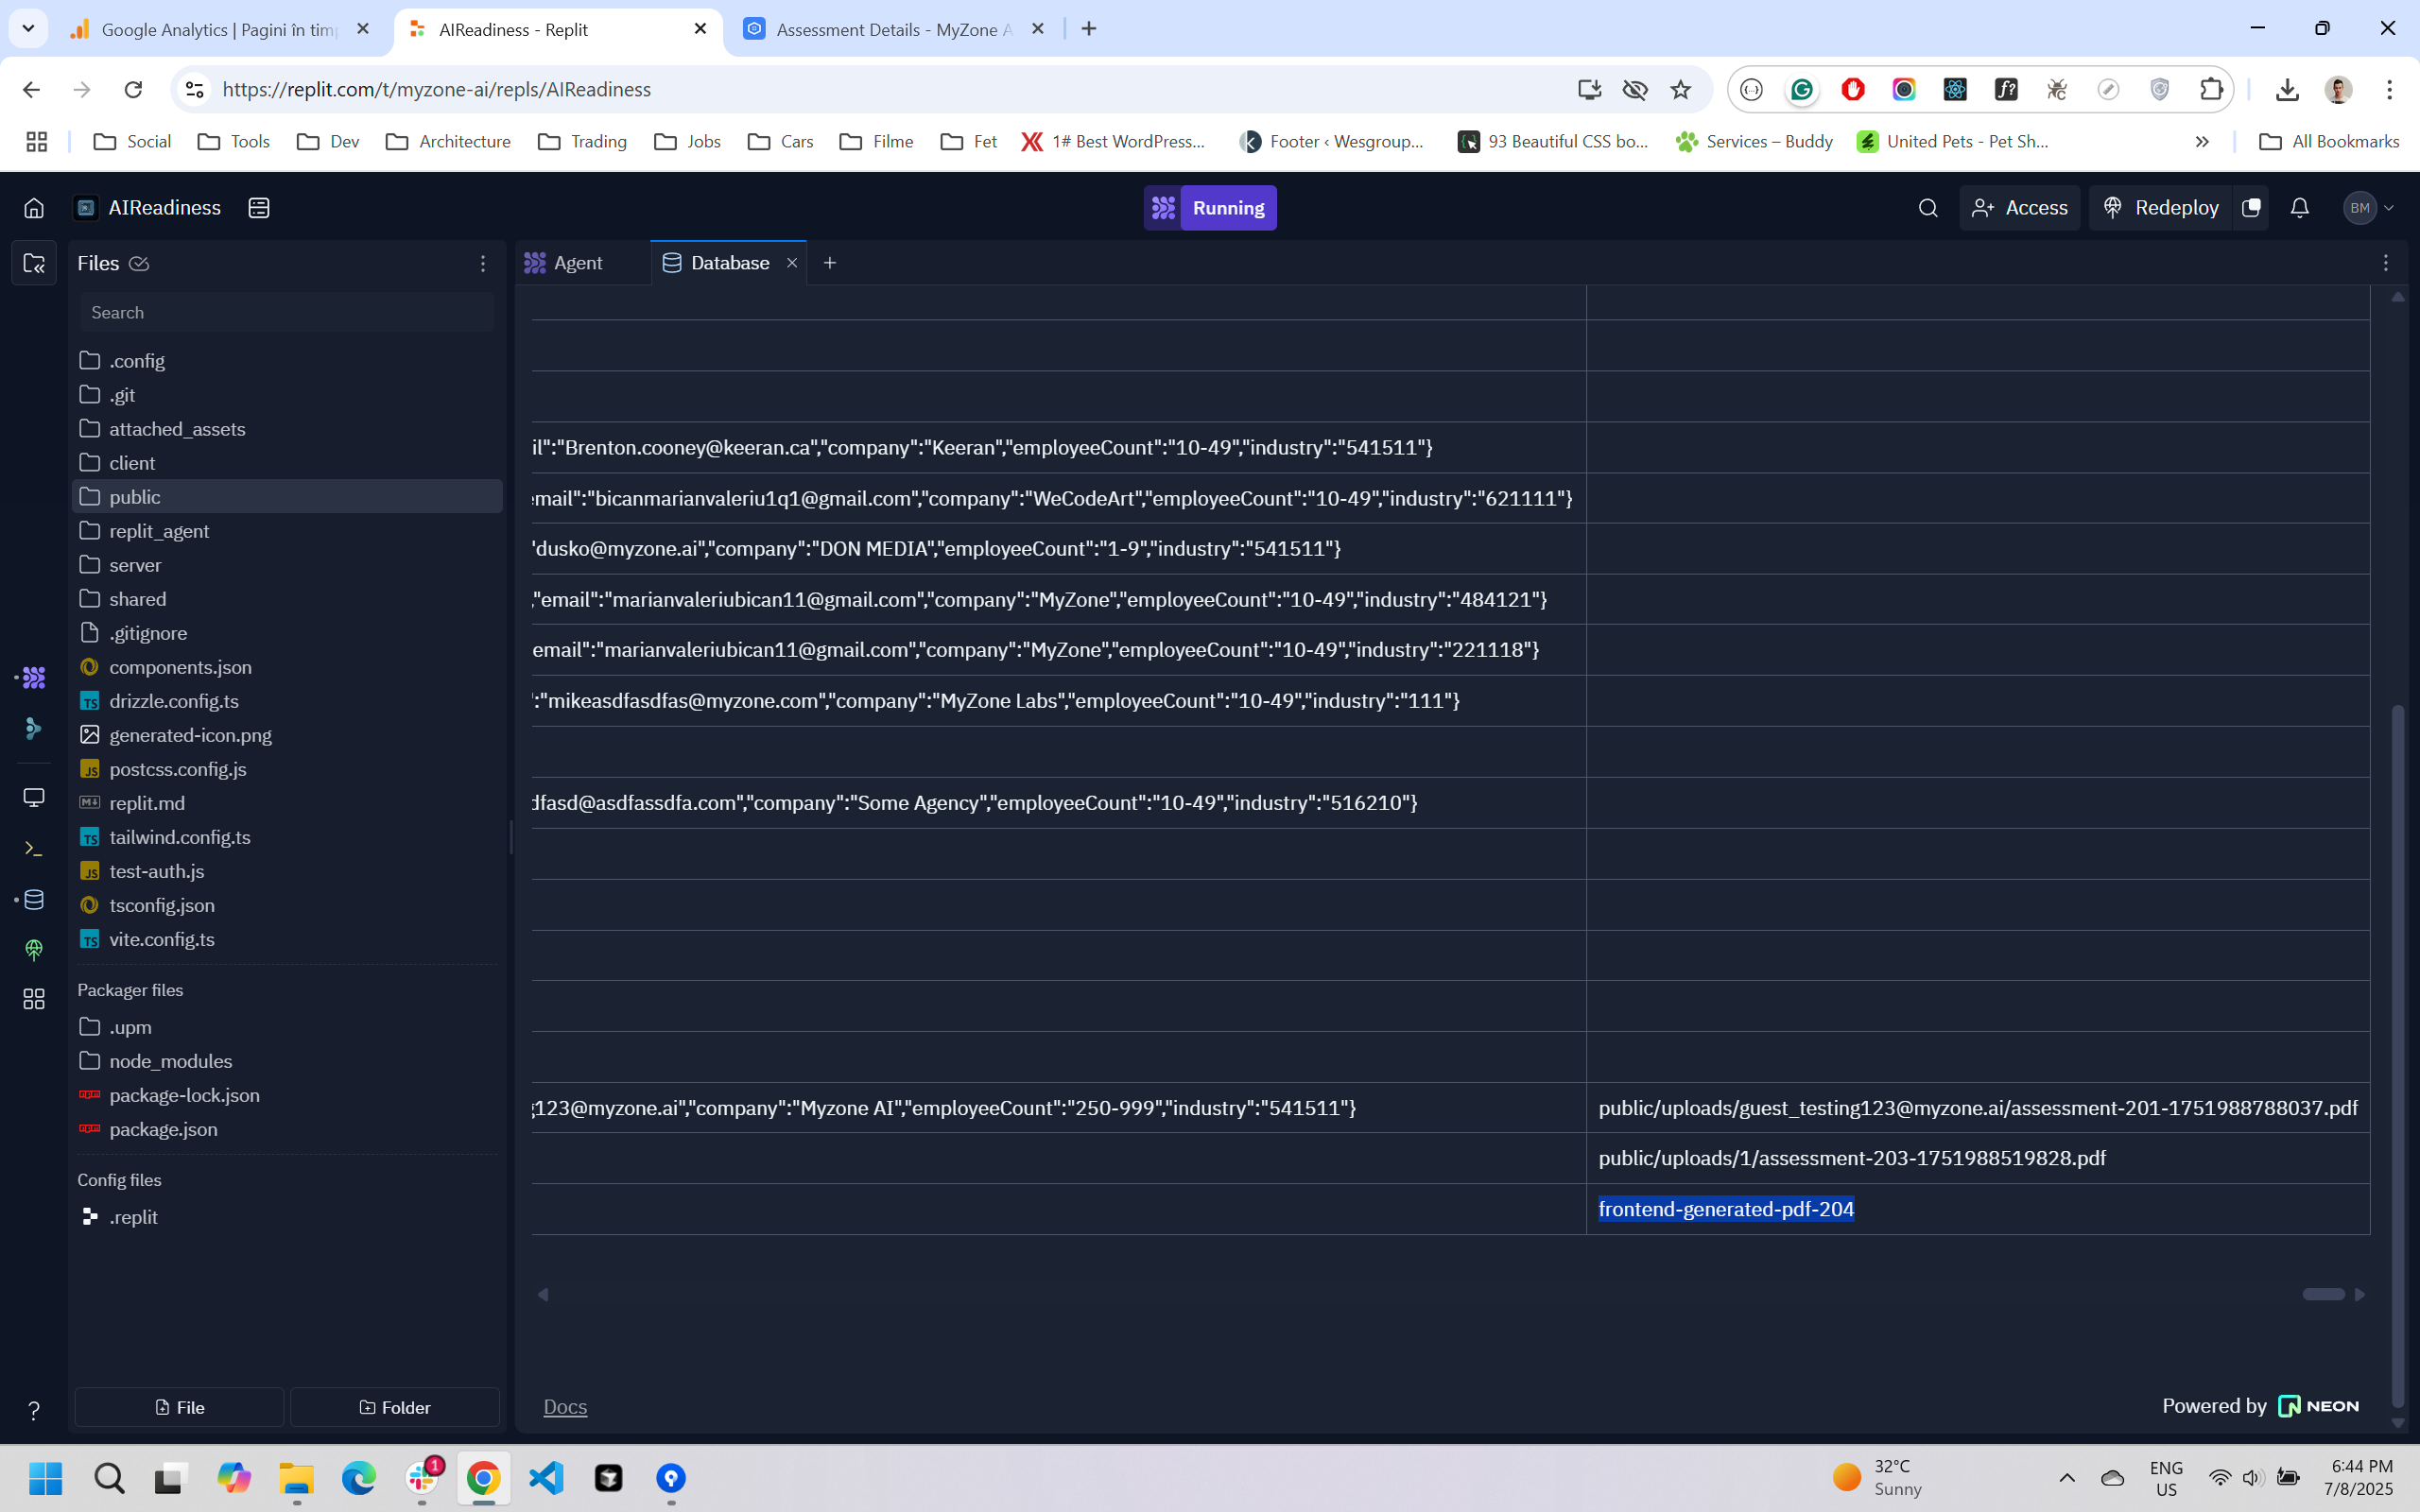 Google Analytics | Pagini în timp
AIReadiness - Replit
Assessment Details - MyZone A
https://replit.com/t/myzone-ai/repls/AIReadiness
Social
Tools
Dev
Architecture
Trading
Jobs
Cars
Filme
Fet
1# Best WordPress...
Footer ‹ Wesgroup...
93 Beautiful CSS bo...
Services – Buddy
United Pets - Pet Sh...
All Bookmarks
AIReadiness
Running
Access
Redeploy
BM
Files
Agent
Database
Search
.config
.git
attached_assets
client
public
replit_agent
server
shared
.gitignore
components.json
drizzle.config.ts
generated-icon.png
postcss.config.js
replit.md
tailwind.config.ts
test-auth.js
tsconfig.json
vite.config.ts
Packager files
.upm
node_modules
package-lock.json
package.json
Config files
.replit
File
Folder
il":"Brenton.cooney@keeran.ca","company":"Keeran","employeeCount":"10-49","industry":"541511"}
email":"bicanmarianvaleriu1q1@gmail.com","company":"WeCodeArt","employeeCount":"10-49","industry":"621111"}
"dusko@myzone.ai","company":"DON MEDIA","employeeCount":"1-9","industry":"541511"}
,"email":"marianvaleriubican11@gmail.com","company":"MyZone","employeeCount":"10-49","industry":"484121"}
email":"marianvaleriubican11@gmail.com","company":"MyZone","employeeCount":"10-49","industry":"221118"}
":"mikeasdfasdfas@myzone.com","company":"MyZone Labs","employeeCount":"10-49","industry":"111"}
dfasd@asdfassdfa.com","company":"Some Agency","employeeCount":"10-49","industry":"516210"}
g123@myzone.ai","company":"Myzone AI","employeeCount":"250-999","industry":"541511"}
public/uploads/guest_testing123@myzone.ai/assessment-201-1751988788037.pdf
public/uploads/1/assessment-203-1751988519828.pdf
frontend-generated-pdf-204
Docs
Powered by NEON
1
32°C
Sunny
ENG
US
6:44 PM
7/8/2025